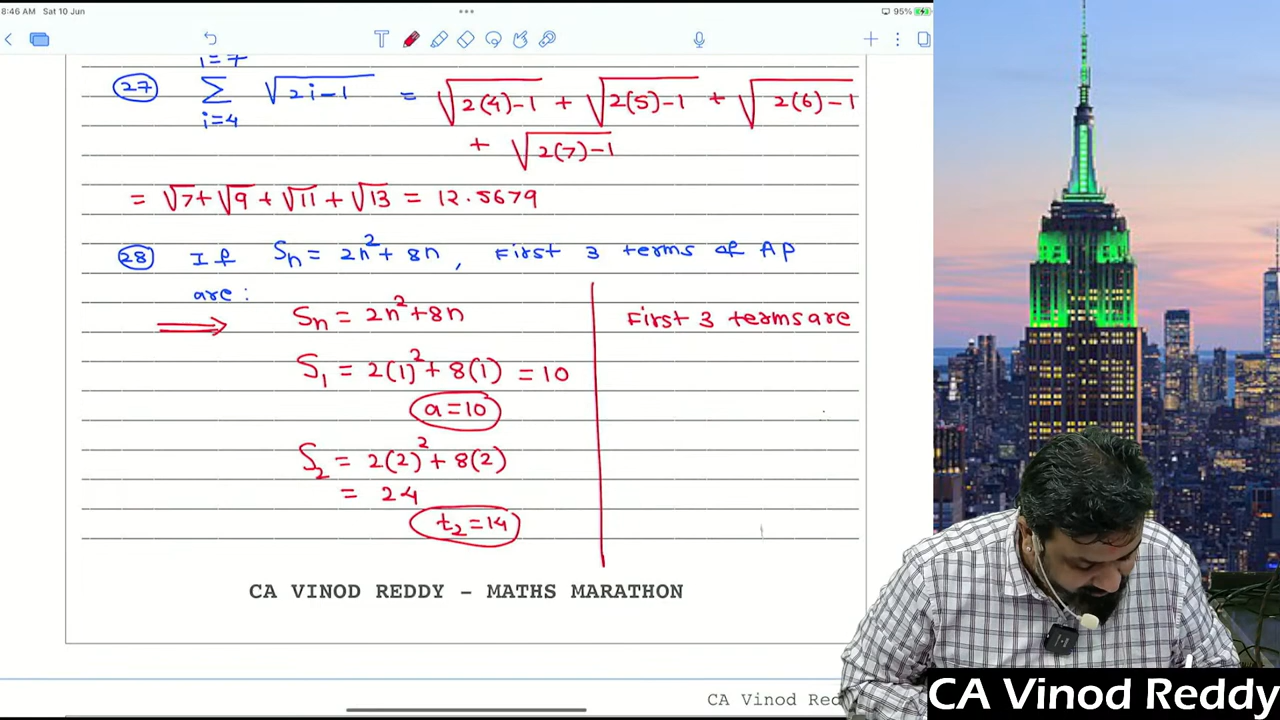 8:46 AM Sat 10 Jun
95%
i=7
27 ∑ √2i-1 = √2(4)-1 + √2(5)-1 + √2(6)-1
i=4
+ √2(7)-1
= √7+√9+√11+√13 = 12.5679
28 If Sn = 2n²+8n, First 3 terms of AP
are:
Sn = 2n²+8n
S1 = 2(1)²+8(1) = 10
a=10
S2 = 2(2)²+8(2)
= 24
t2=14
First 3 terms are
CA VINOD REDDY - MATHS MARATHON
CA Vinod Red
CA Vinod Reddy